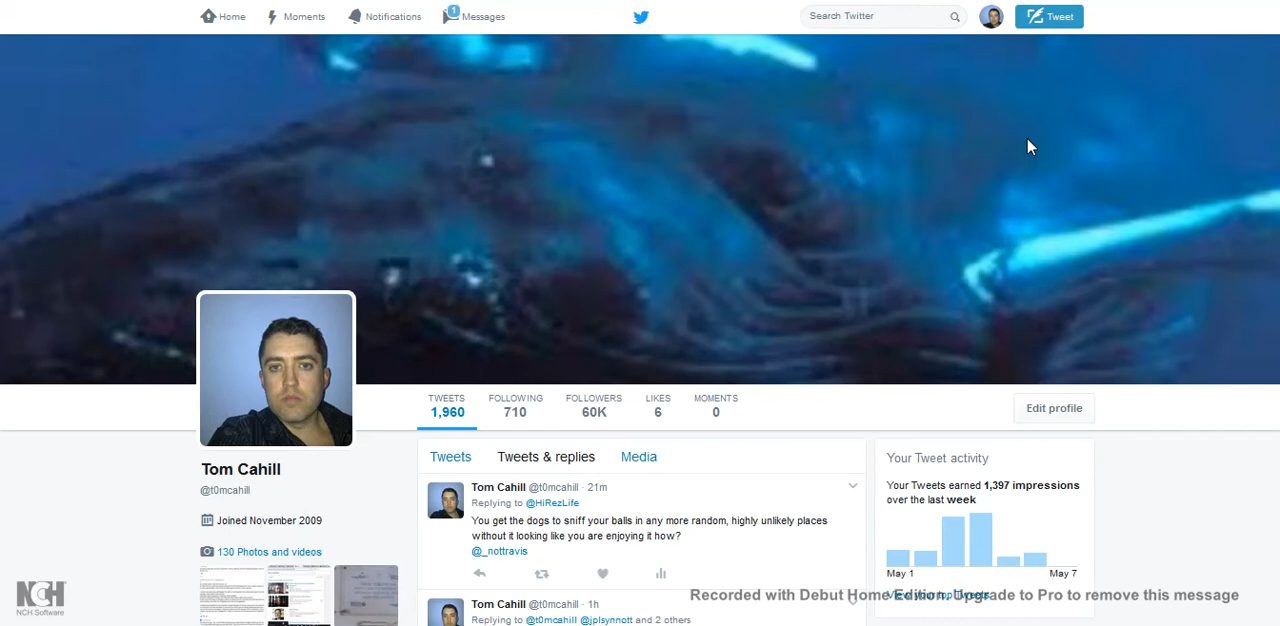 Home
Moments
Notifications
1
Messages
Search Twitter
Tweet
TWEETS
1,960
FOLLOWING
710
FOLLOWERS
60K
LIKES
6
MOMENTS
0
Edit profile
Tom Cahill
@t0mcahill
Joined November 2009
130 Photos and videos
Tweets
Tweets & replies
Media
Tom Cahill @t0mcahill · 21m
Replying to @HiRezLife
You get the dogs to sniff your balls in any more random, highly unlikely places
without it looking like you are enjoying it how?
@_nottravis
Tom Cahill @t0mcahill · 1h
Replying to @t0mcahill @jplsynnott and 2 others
Your Tweet activity
Your Tweets earned 1,397 impressions
over the last week
May 1
May 7
NCH
NCH Software
Recorded with Debut Home Edition. Upgrade to Pro to remove this message